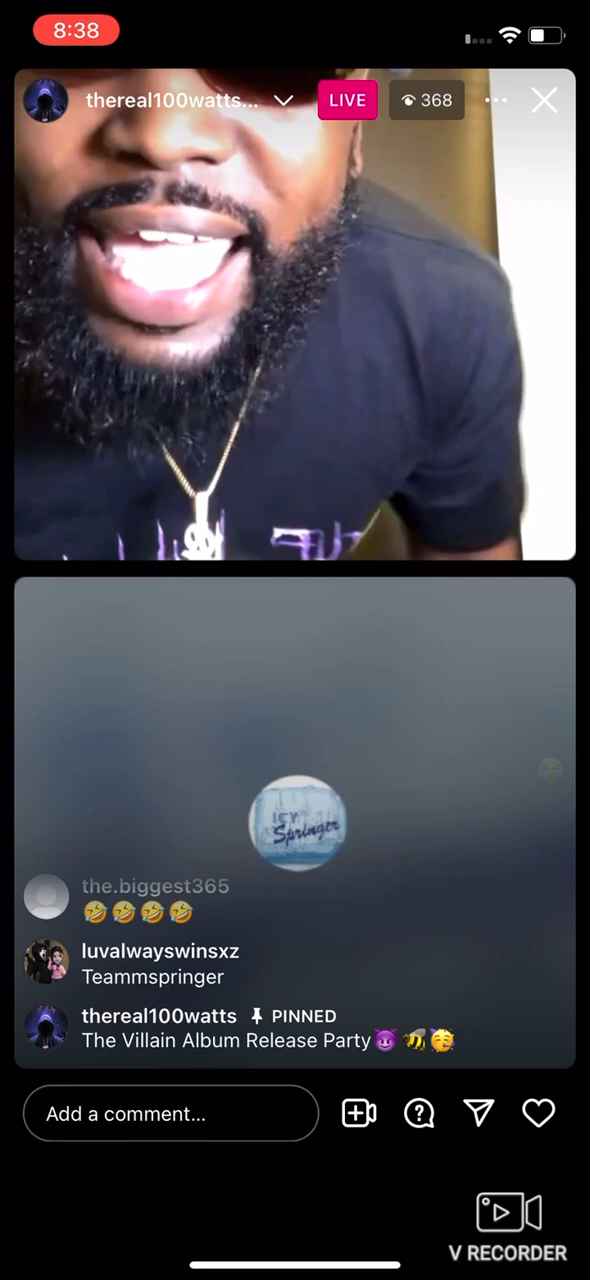 8:38
thereal100watts...
LIVE
368
ICY
Springer
the.biggest365
🤣🤣🤣🤣
luvalwayswinsxz
Teammspringer
thereal100watts PINNED
The Villain Album Release Party😈🐝🥳
Add a comment...
V RECORDER